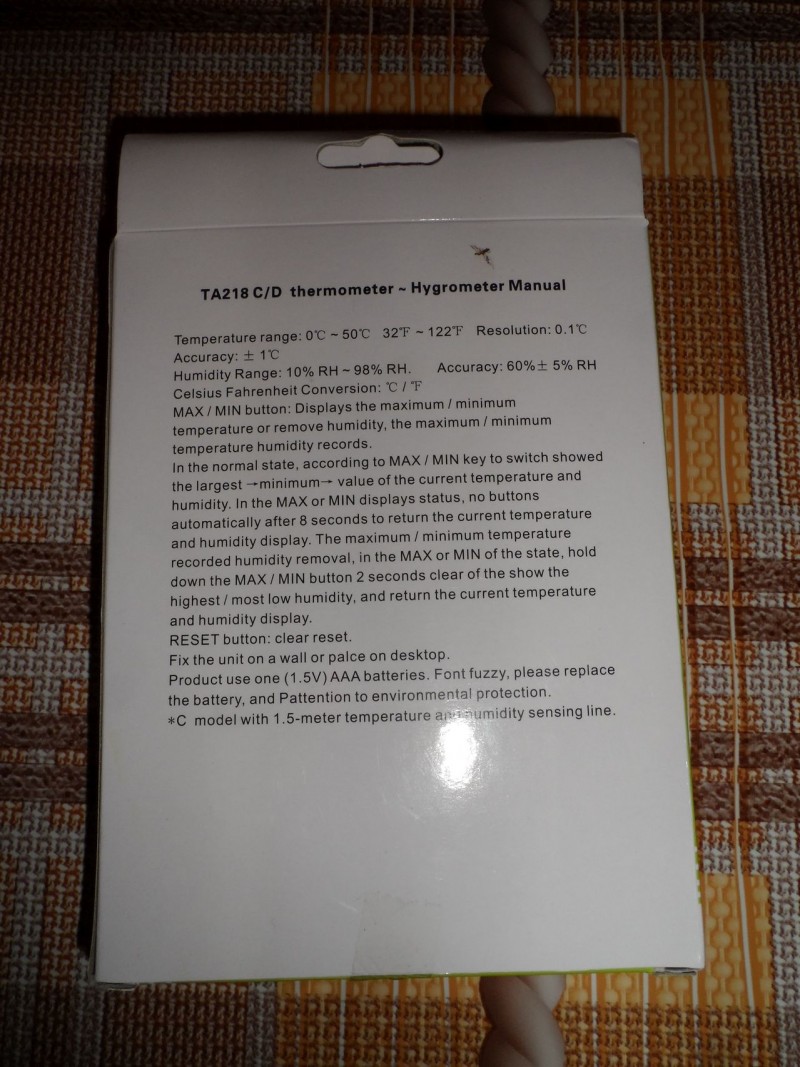 TA218 C/D thermometer ~ Hygrometer Manual
Temperature range: 0℃ ~ 50℃ 32℉ ~ 122℉ Resolution: 0.1℃
Accuracy: ± 1℃
Humidity Range: 10% RH ~ 98% RH. Accuracy: 60%± 5% RH
Celsius Fahrenheit Conversion: ℃ / ℉
MAX / MIN button: Displays the maximum / minimum
temperature or remove humidity, the maximum / minimum
temperature humidity records.
In the normal state, according to MAX / MIN key to switch showed
the largest →minimum→ value of the current temperature and
humidity. In the MAX or MIN displays status, no buttons
automatically after 8 seconds to return the current temperature
and humidity display. The maximum / minimum temperature
recorded humidity removal, in the MAX or MIN of the state, hold
down the MAX / MIN button 2 seconds clear of the show the
highest / most low humidity, and return the current temperature
and humidity display.
RESET button: clear reset.
Fix the unit on a wall or palce on desktop.
Product use one (1.5V) AAA batteries. Font fuzzy, please replace
the battery, and Pattention to environmental protection.
*C model with 1.5-meter temperature and humidity sensing line.